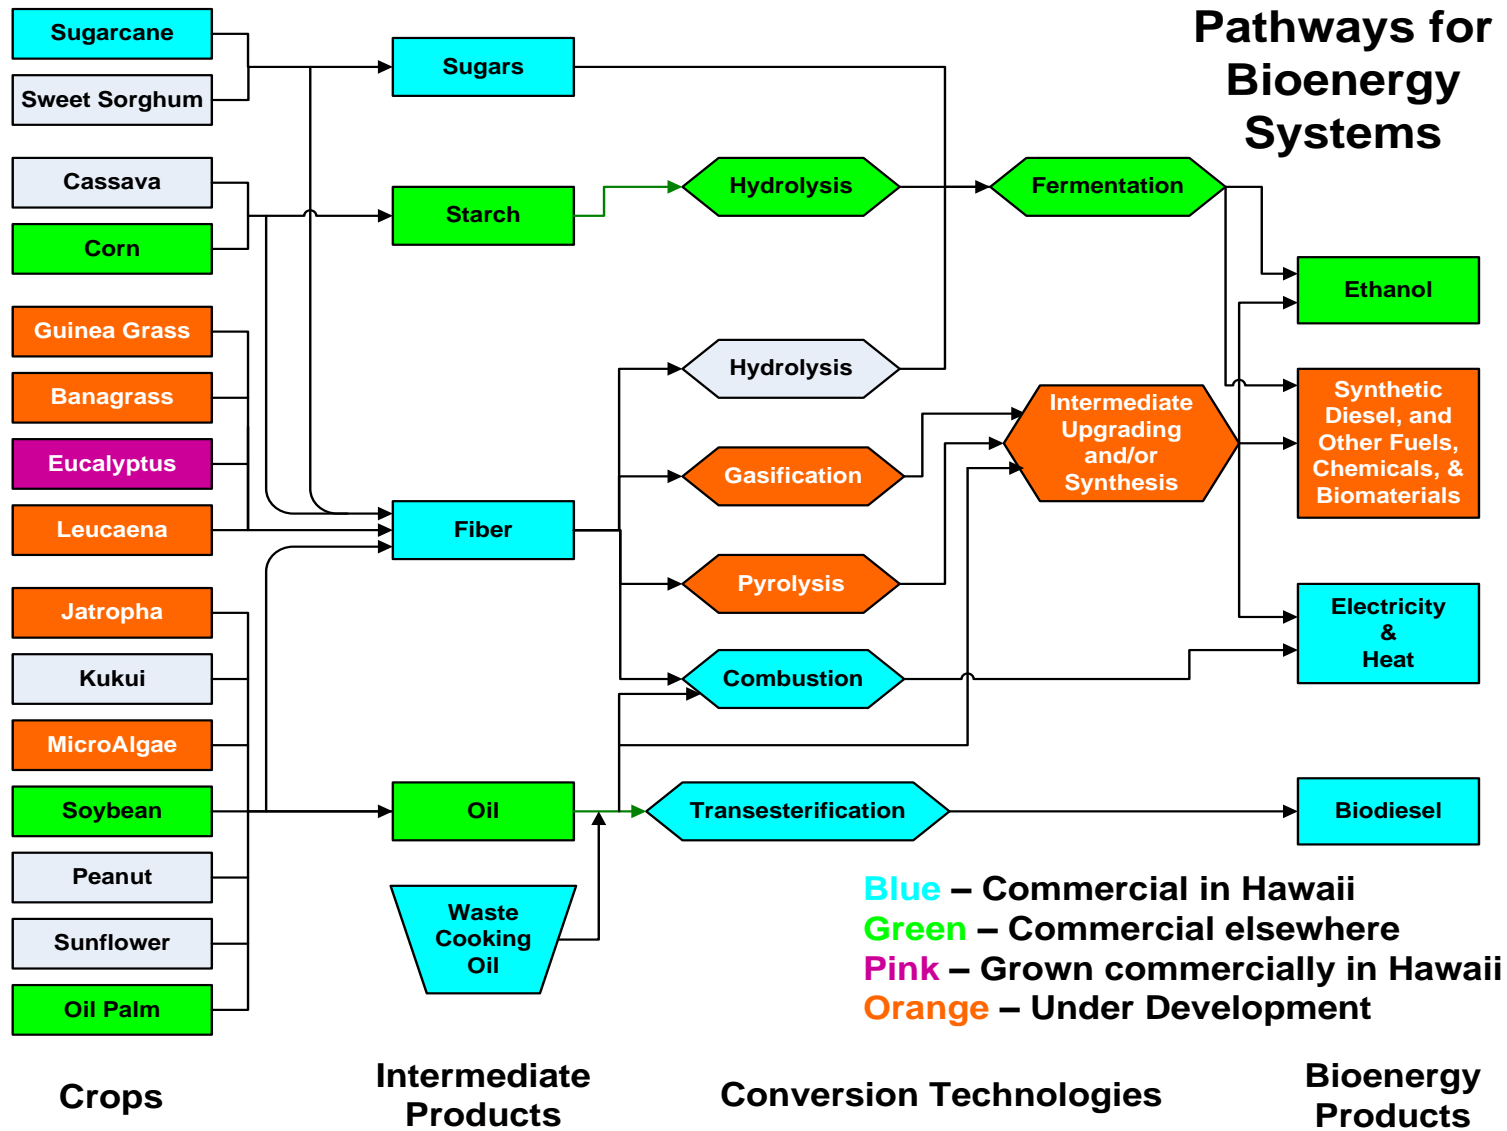 Pathways for
Bioenergy
Systems
Sugarcane
Sweet Sorghum
Cassava
Corn
Guinea Grass
Banagrass
Eucalyptus
Leucaena
Jatropha
Kukui
MicroAlgae
Soybean
Peanut
Sunflower
Oil Palm
Sugars
Starch
Fiber
Oil
Waste
Cooking
Oil
Hydrolysis
Fermentation
Hydrolysis
Gasification
Pyrolysis
Combustion
Transesterification
Intermediate
Upgrading
and/or
Synthesis
Ethanol
Synthetic
Diesel, and
Other Fuels,
Chemicals, &
Biomaterials
Electricity
&
Heat
Biodiesel
Blue – Commercial in Hawaii
Green – Commercial elsewhere
Pink – Grown commercially in Hawaii
Orange – Under Development
Crops
Intermediate
Products
Conversion Technologies
Bioenergy
Products